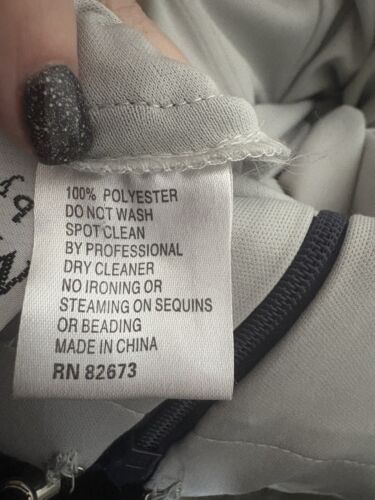 100% POLYESTER
DO NOT WASH
SPOT CLEAN
BY PROFESSIONAL
DRY CLEANER
NO IRONING OR
STEAMING ON SEQUINS
OR BEADING
MADE IN CHINA
RN 82673